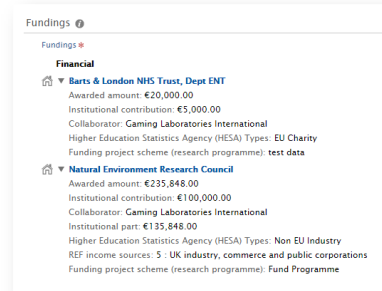 Fundings
Fundings *
Financial
Barts & London NHS Trust, Dept ENT
Awarded amount: €20,000.00
Institutional contribution: €5,000.00
Collaborator: Gaming Laboratories International
Higher Education Statistics Agency (HESA) Types: EU Charity
Funding project scheme (research programme): test data
Natural Environment Research Council
Awarded amount: €235,848.00
Institutional contribution: €100,000.00
Collaborator: Gaming Laboratories International
Institutional part: €135,848.00
Higher Education Statistics Agency (HESA) Types: Non EU Industry
REF income sources: 5 : UK industry, commerce and public corporations
Funding project scheme (research programme): Fund Programme